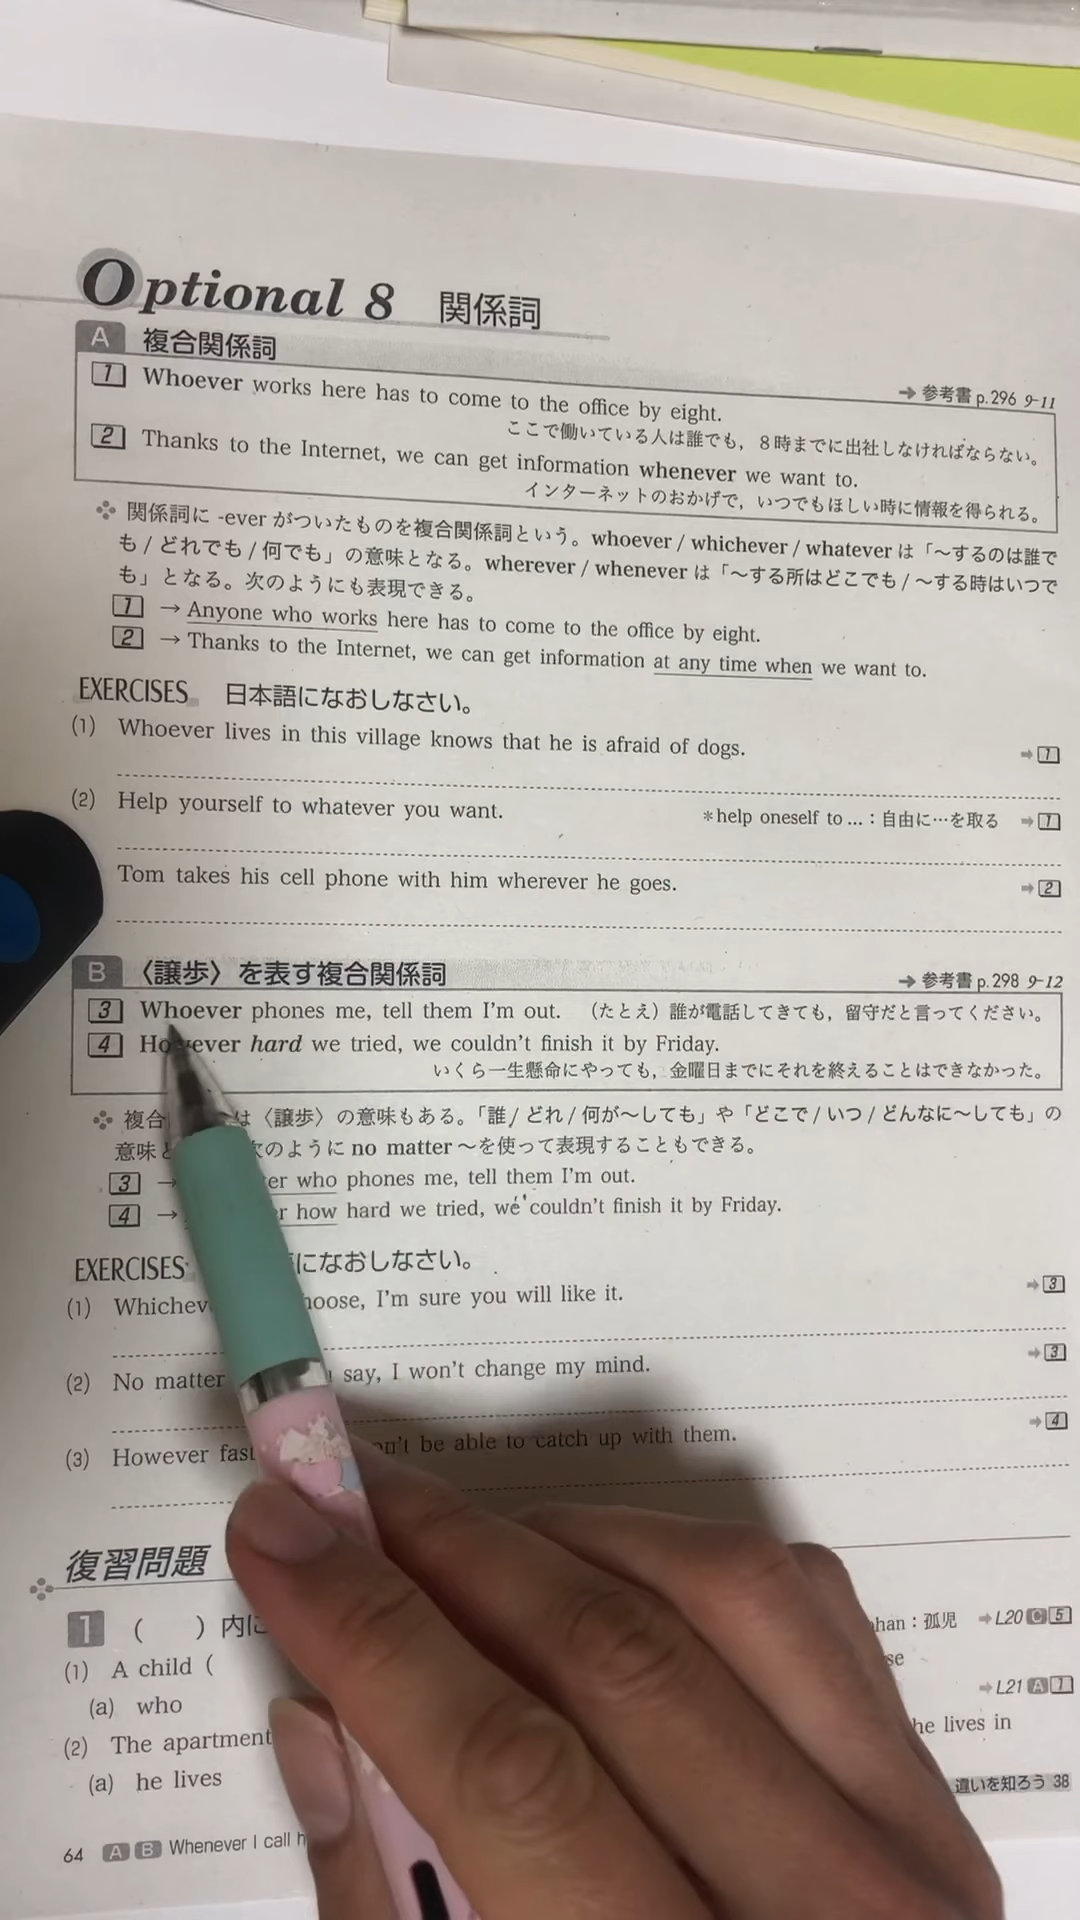 Optional 8 関係詞
A 複合関係詞
→ 参考書 p.296 9-11
1 Whoever works here has to come to the office by eight.
ここで働いている人は誰でも，8時までに出社しなければならない。
2 Thanks to the Internet, we can get information whenever we want to.
インターネットのおかげで，いつでもほしい時に情報を得られる。
関係詞に -ever がついたものを複合関係詞という。whoever / whichever / whatever は「〜するのは誰で
も / どれでも / 何でも」の意味となる。wherever / whenever は「〜する所はどこでも / 〜する時はいつで
も」となる。次のようにも表現できる。
1 → Anyone who works here has to come to the office by eight.
2 → Thanks to the Internet, we can get information at any time when we want to.
EXERCISES 日本語になおしなさい。
(1) Whoever lives in this village knows that he is afraid of dogs. ➡1
(2) Help yourself to whatever you want. *help oneself to ...：自由に…を取る ➡1
Tom takes his cell phone with him wherever he goes. ➡2
B 〈譲歩〉を表す複合関係詞
→ 参考書 p.298 9-12
3 Whoever phones me, tell them I'm out. （たとえ）誰が電話してきても，留守だと言ってください。
4 However hard we tried, we couldn't finish it by Friday.
いくら一生懸命にやっても，金曜日までにそれを終えることはできなかった。
複合 は〈譲歩〉の意味もある。「誰 / どれ / 何が〜しても」や「どこで / いつ / どんなに〜しても」の
意味と 次のように no matter 〜を使って表現することもできる。
3 → er who phones me, tell them I'm out.
4 → r how hard we tried, we couldn't finish it by Friday.
EXERCISES になおしなさい。
(1) Whichev hoose, I'm sure you will like it. ➡3
(2) No matter say, I won't change my mind. ➡3
(3) However fast on't be able to catch up with them. ➡4
復習問題
1 ( ) 内に
han：孤児 ➡L20 C 5
(1) A child (
se
(a) who
➡L21 A 1
(2) The apartment
he lives in
(a) he lives
違いを知ろう 38
64 A B Whenever I call h